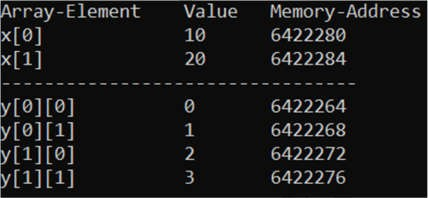 Array-Element Value Memory-Address
x[0] 10 6422280
x[1] 20 6422284
---------------------------------
y[0][0] 0 6422264
y[0][1] 1 6422268
y[1][0] 2 6422272
y[1][1] 3 6422276